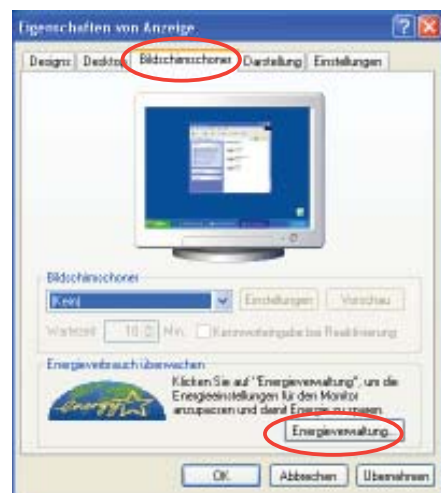 Eigenschaften von Anzeige
Designs Desktop Bildschirmschoner Darstellung Einstellungen
Bildschirmschoner
(Kein)
Einstellungen Vorschau
Wartezeit 10 Min. Kennworteingabe bei Reaktivierung
Energieverbrauch überwachen
Klicken Sie auf "Energieverwaltung", um die
Energieeinstellungen für den Monitor
anzupassen und damit Energie zu sparen.
Energieverwaltung...
OK Abbrechen Übernehmen